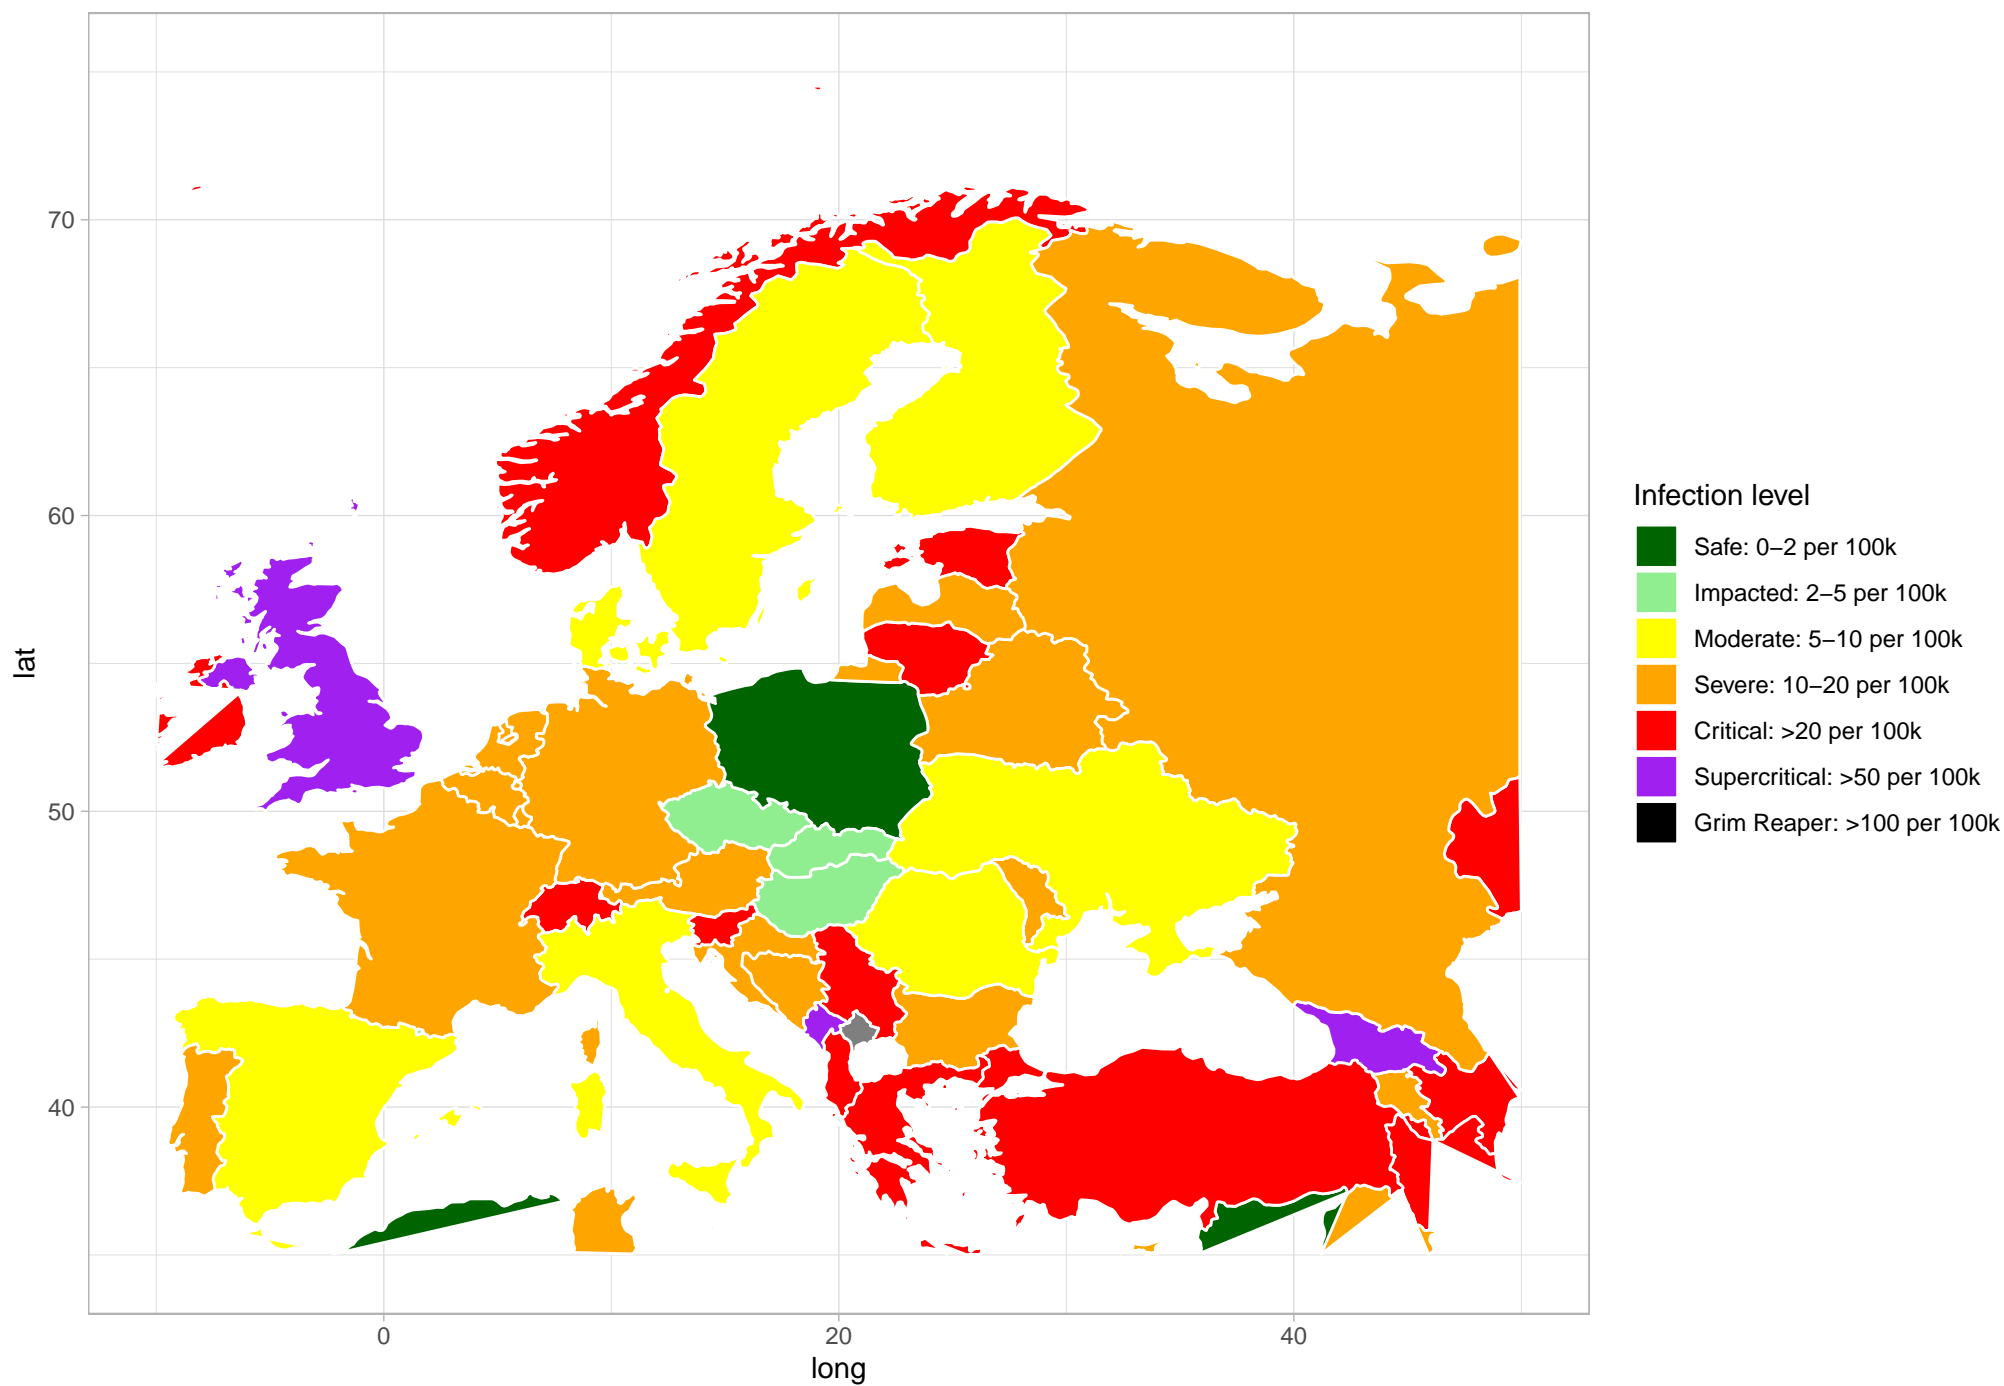 70
60
50
40
lat
0
20
40
long
Infection level
Safe: 0–2 per 100k
Impacted: 2–5 per 100k
Moderate: 5–10 per 100k
Severe: 10–20 per 100k
Critical: >20 per 100k
Supercritical: >50 per 100k
Grim Reaper: >100 per 100k